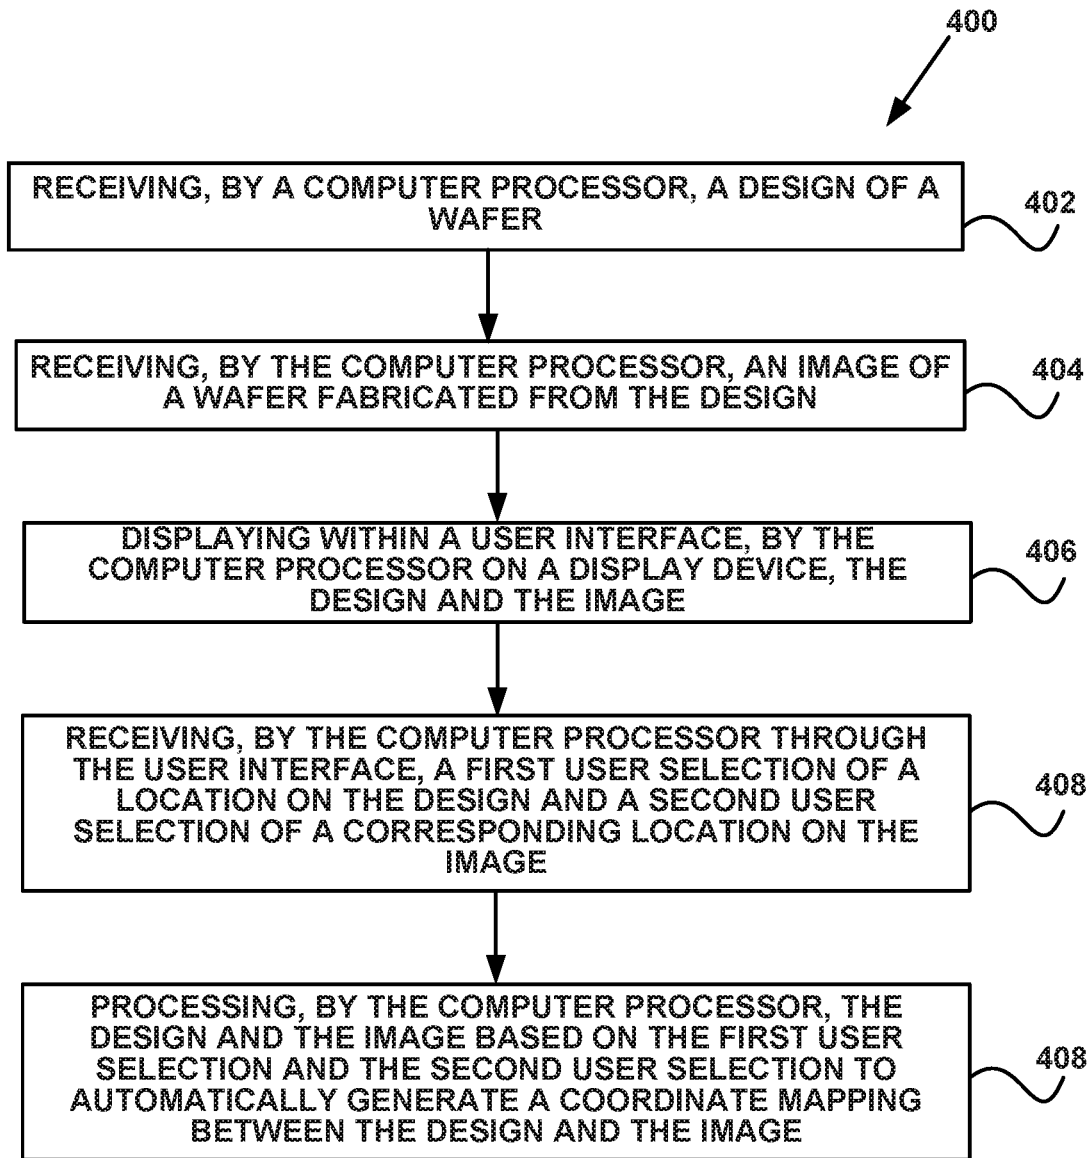 400
RECEIVING, BY A COMPUTER PROCESSOR, A DESIGN OF A
WAFER
402
RECEIVING, BY THE COMPUTER PROCESSOR, AN IMAGE OF
A WAFER FABRICATED FROM THE DESIGN
404
DISPLAYING WITHIN A USER INTERFACE, BY THE
COMPUTER PROCESSOR ON A DISPLAY DEVICE, THE
DESIGN AND THE IMAGE
406
RECEIVING, BY THE COMPUTER PROCESSOR THROUGH
THE USER INTERFACE, A FIRST USER SELECTION OF A
LOCATION ON THE DESIGN AND A SECOND USER
SELECTION OF A CORRESPONDING LOCATION ON THE
IMAGE
408
PROCESSING, BY THE COMPUTER PROCESSOR, THE
DESIGN AND THE IMAGE BASED ON THE FIRST USER
SELECTION AND THE SECOND USER SELECTION TO
AUTOMATICALLY GENERATE A COORDINATE MAPPING
BETWEEN THE DESIGN AND THE IMAGE
408